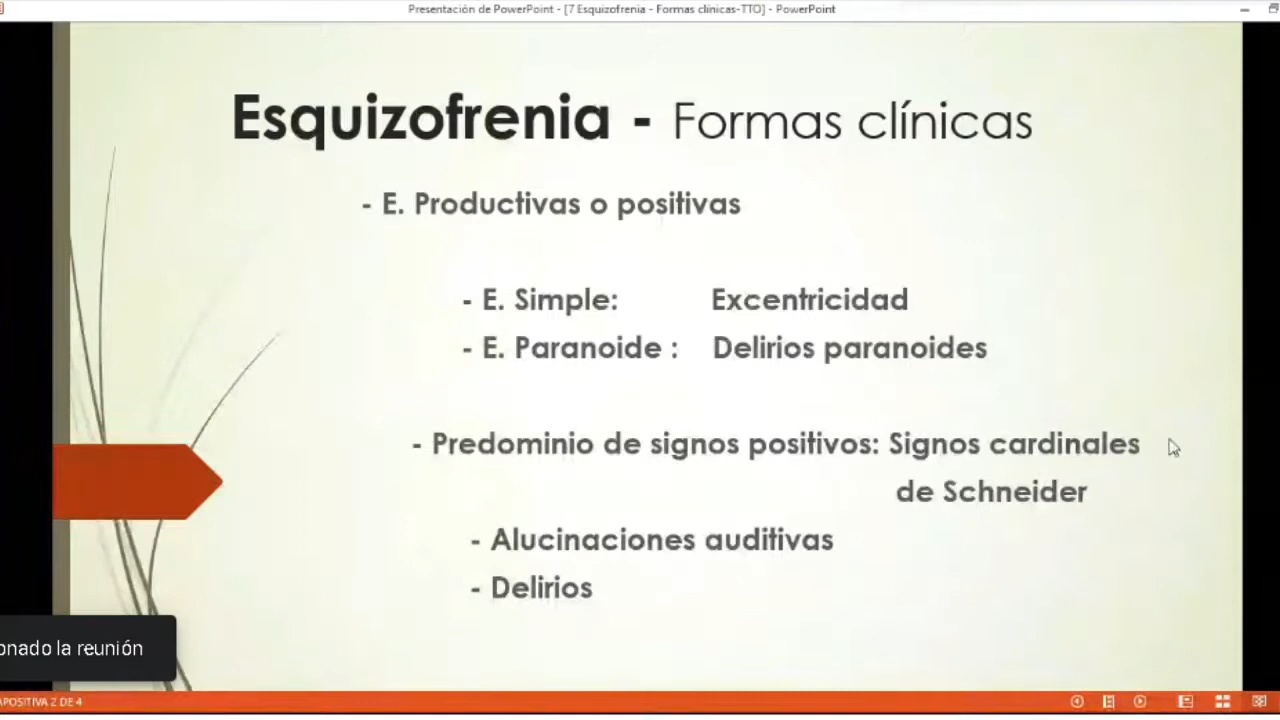 Presentación de PowerPoint - [7 Esquizofrenia - Formas clínicas-TTO] - PowerPoint
Esquizofrenia - Formas clínicas
- E. Productivas o positivas
- E. Simple: Excentricidad
- E. Paranoide : Delirios paranoides
- Predominio de signos positivos: Signos cardinales
de Schneider
- Alucinaciones auditivas
- Delirios
onado la reunión
APOSITIVA 2 DE 4